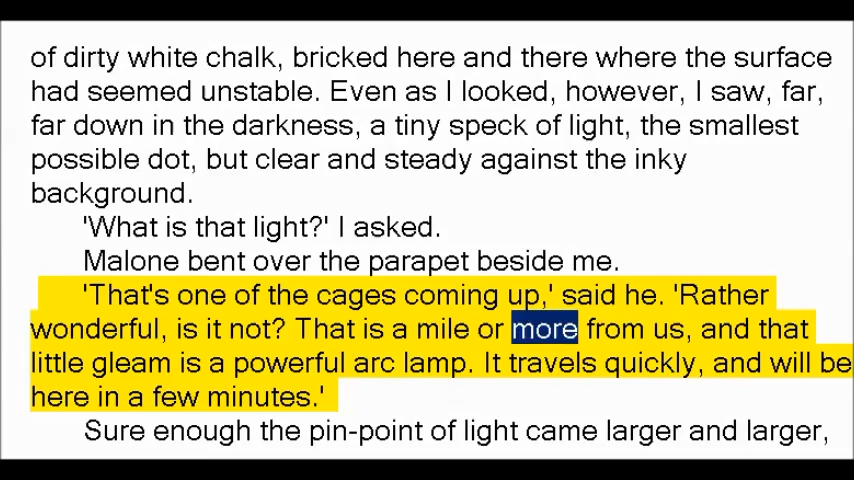 of dirty white chalk, bricked here and there where the surface
had seemed unstable. Even as I looked, however, I saw, far,
far down in the darkness, a tiny speck of light, the smallest
possible dot, but clear and steady against the inky
background.
'What is that light?' I asked.
Malone bent over the parapet beside me.
'That's one of the cages coming up,' said he. 'Rather
wonderful, is it not? That is a mile or more from us, and that
little gleam is a powerful arc lamp. It travels quickly, and will be
here in a few minutes.'
Sure enough the pin-point of light came larger and larger,